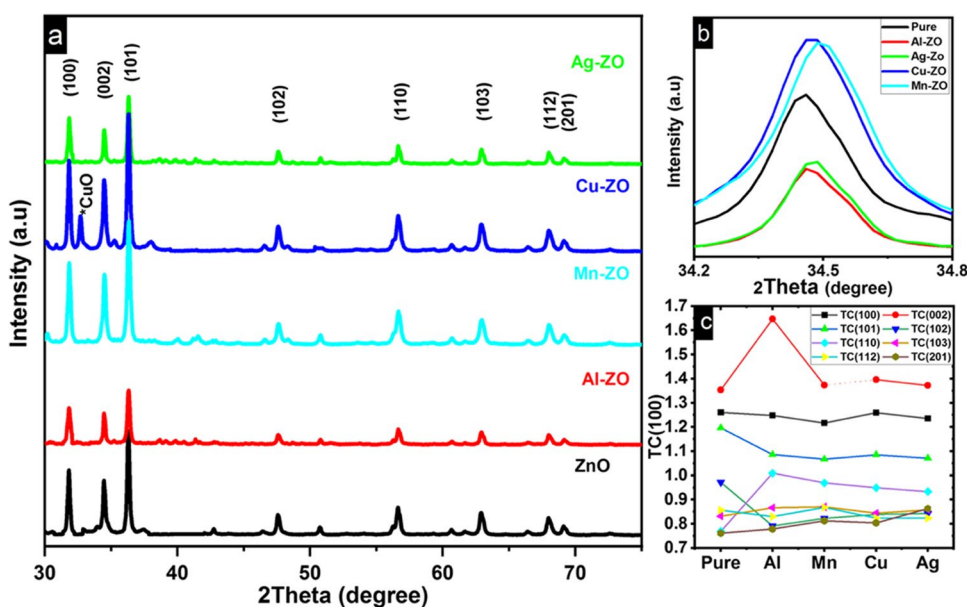 a
(100)
(002)
(101)
(102)
(110)
(103)
(112)
(201)
Ag-ZO
*CuO
Cu-ZO
Mn-ZO
Al-ZO
ZnO
Intensity (a.u)
30 40 50 60 70
2Theta (degree)
b
Pure
Al-ZO
Ag-Zo
Cu-ZO
Mn-ZO
Intensity (a.u)
34.2 34.5 34.8
2Theta (degree)
c
TC(100) TC(002)
TC(101) TC(102)
TC(110) TC(103)
TC(112) TC(201)
TC(100)
1.7
1.6
1.5
1.4
1.3
1.2
1.1
1.0
0.9
0.8
0.7
Pure Al Mn Cu Ag